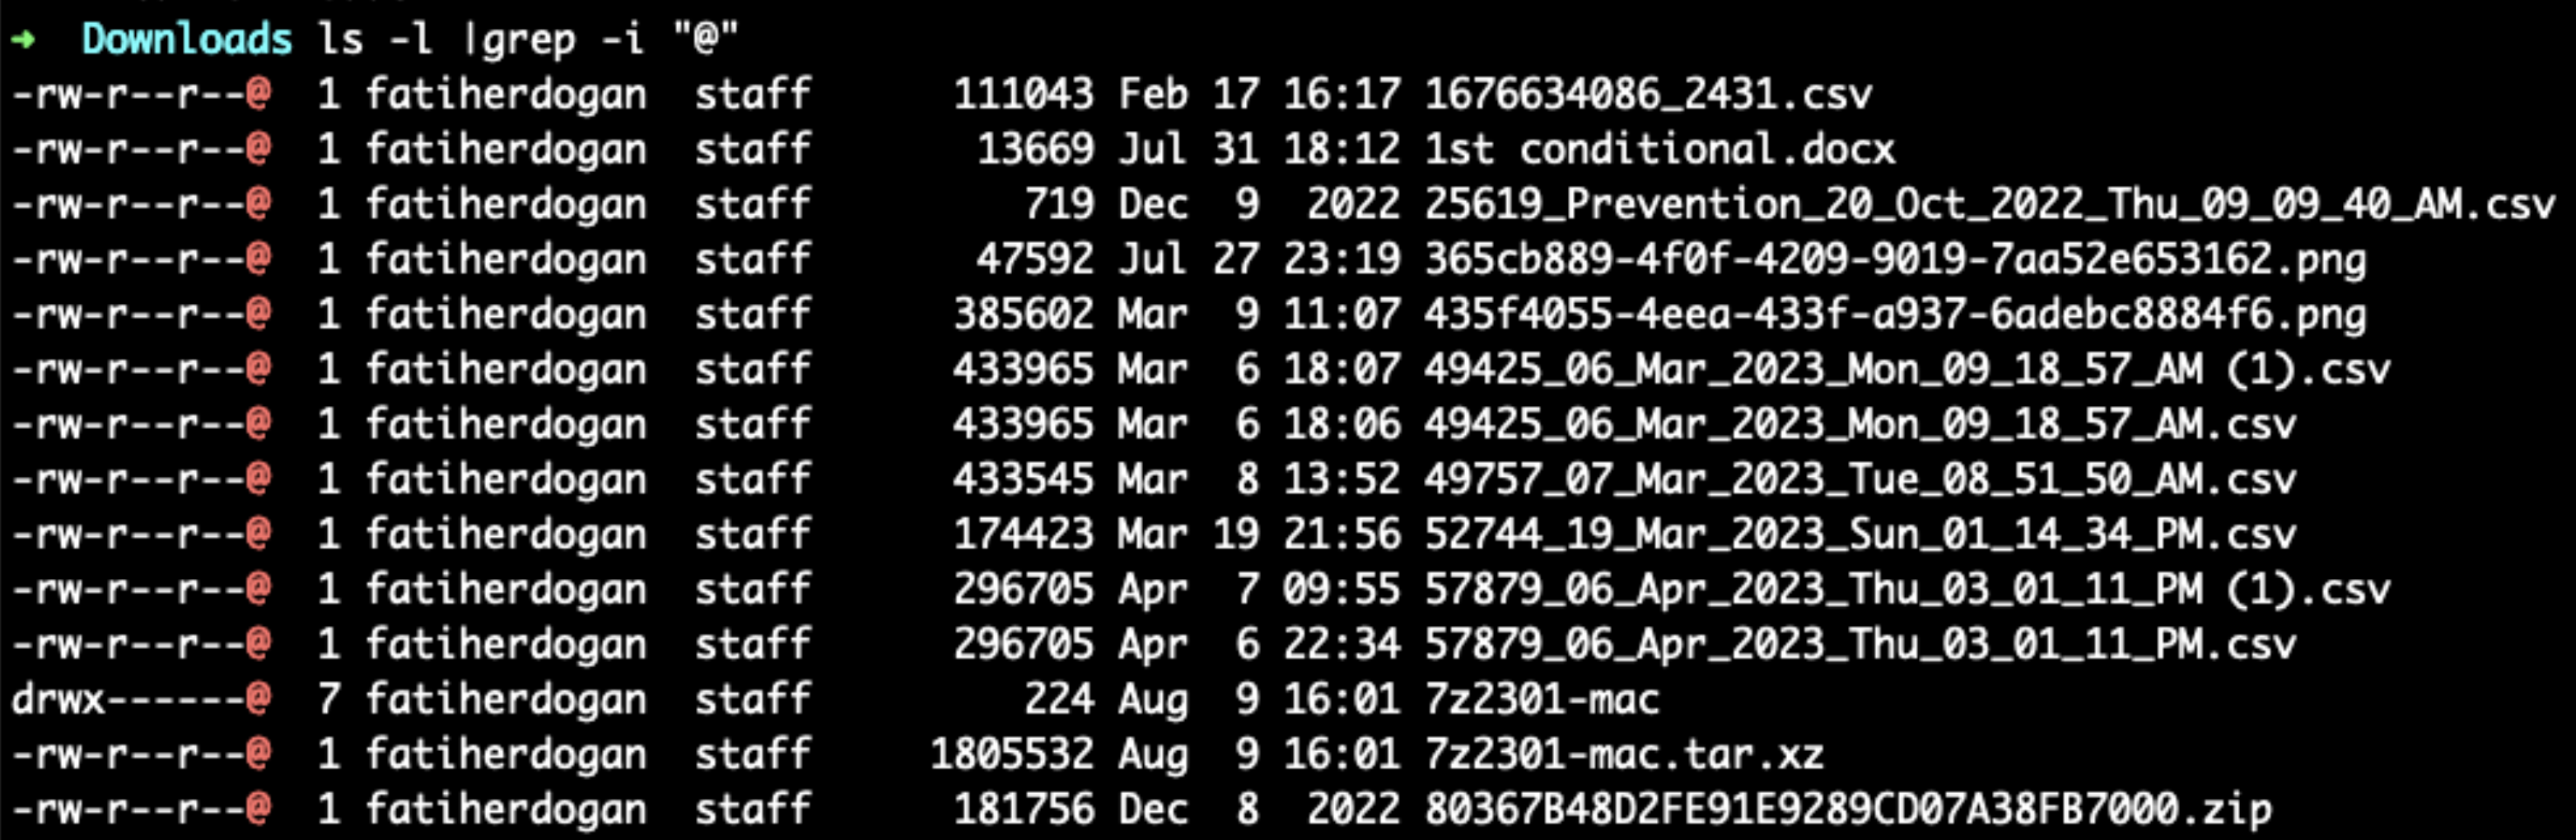 ➜  Downloads ls -l |grep -i "@"
-rw-r--r--@  1 fatiherdogan  staff      111043 Feb 17 16:17 1676634086_2431.csv
-rw-r--r--@  1 fatiherdogan  staff       13669 Jul 31 18:12 1st conditional.docx
-rw-r--r--@  1 fatiherdogan  staff         719 Dec  9  2022 25619_Prevention_20_Oct_2022_Thu_09_09_40_AM.csv
-rw-r--r--@  1 fatiherdogan  staff       47592 Jul 27 23:19 365cb889-4f0f-4209-9019-7aa52e653162.png
-rw-r--r--@  1 fatiherdogan  staff      385602 Mar  9 11:07 435f4055-4eea-433f-a937-6adebc8884f6.png
-rw-r--r--@  1 fatiherdogan  staff      433965 Mar  6 18:07 49425_06_Mar_2023_Mon_09_18_57_AM (1).csv
-rw-r--r--@  1 fatiherdogan  staff      433965 Mar  6 18:06 49425_06_Mar_2023_Mon_09_18_57_AM.csv
-rw-r--r--@  1 fatiherdogan  staff      433545 Mar  8 13:52 49757_07_Mar_2023_Tue_08_51_50_AM.csv
-rw-r--r--@  1 fatiherdogan  staff      174423 Mar 19 21:56 52744_19_Mar_2023_Sun_01_14_34_PM.csv
-rw-r--r--@  1 fatiherdogan  staff      296705 Apr  7 09:55 57879_06_Apr_2023_Thu_03_01_11_PM (1).csv
-rw-r--r--@  1 fatiherdogan  staff      296705 Apr  6 22:34 57879_06_Apr_2023_Thu_03_01_11_PM.csv
drwx------@  7 fatiherdogan  staff         224 Aug  9 16:01 7z2301-mac
-rw-r--r--@  1 fatiherdogan  staff     1805532 Aug  9 16:01 7z2301-mac.tar.xz
-rw-r--r--@  1 fatiherdogan  staff      181756 Dec  8  2022 80367B48D2FE91E9289CD07A38FB7000.zip